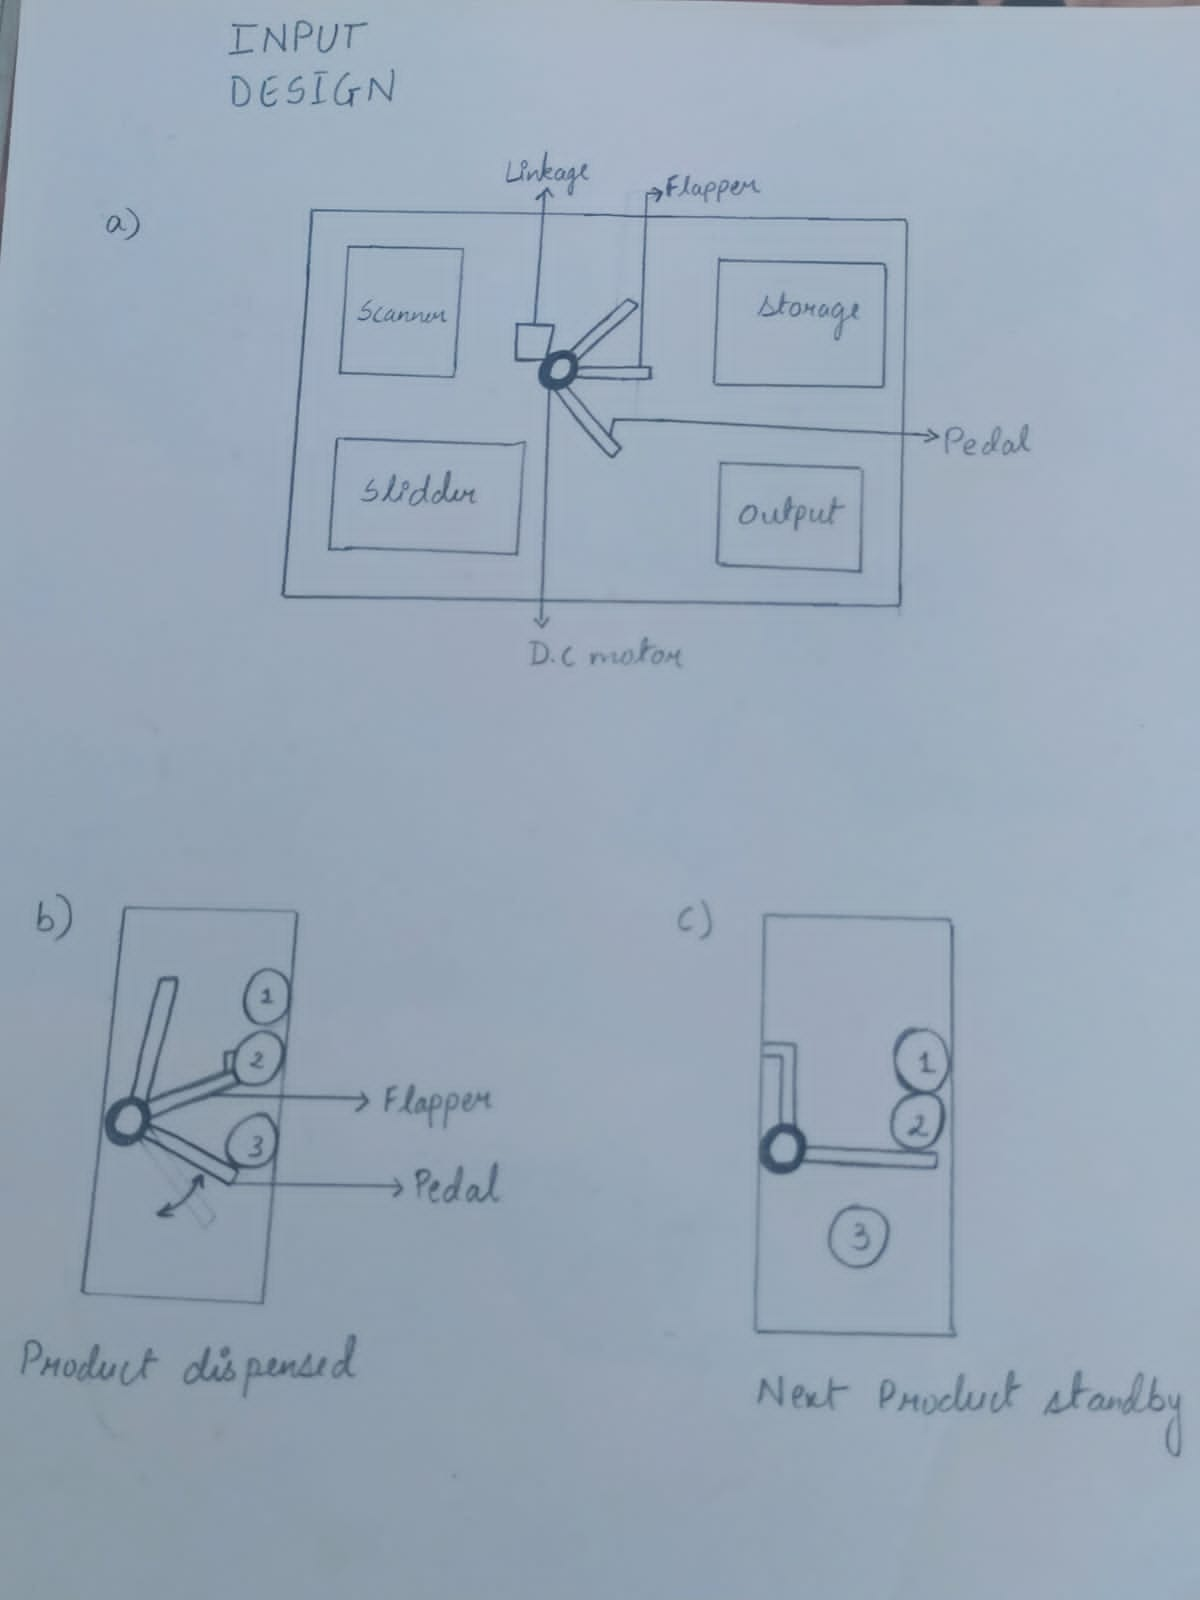 INPUT
DESIGN
a)
Linkage
Flapper
Scanner
Storage
Pedal
Slidder
Output
D.C motor
b)
1
2
Flapper
3
Pedal
Product dispensed
c)
1
2
3
Next Product standby